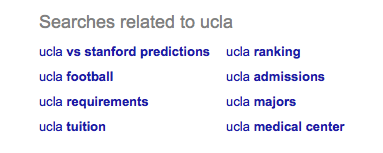 Searches related to ucla
ucla vs stanford predictions
ucla football
ucla requirements
ucla tuition
ucla ranking
ucla admissions
ucla majors
ucla medical center